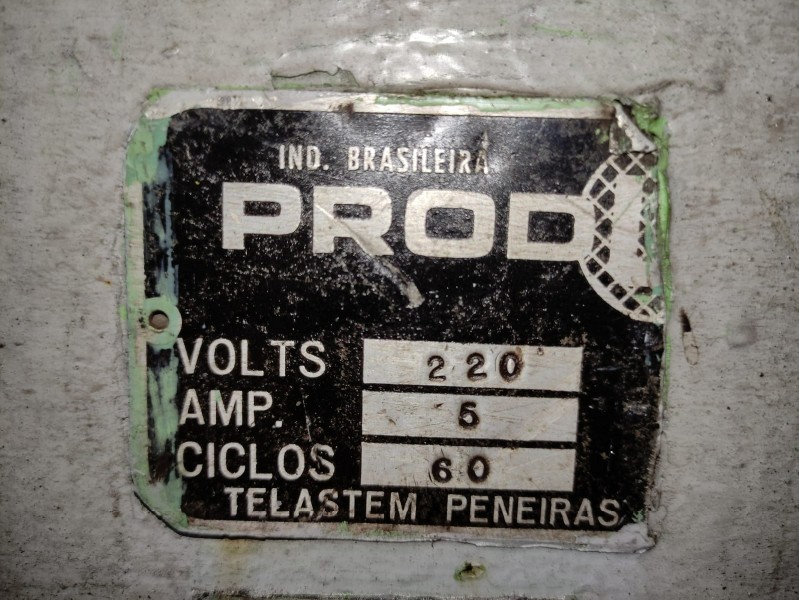 IND. BRASILEIRA
PROD
VOLTS 220
AMP. 5
CICLOS 60
TELASTEM PENEIRAS